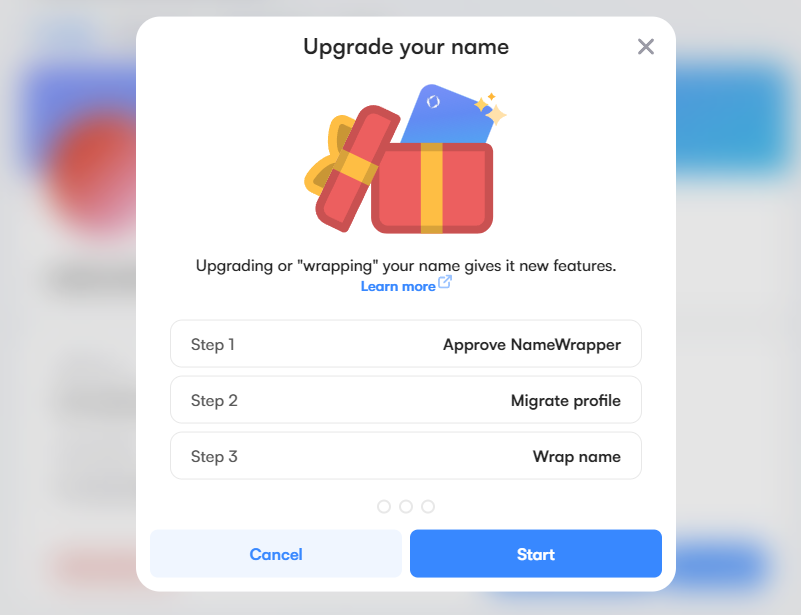 Upgrade your name
Upgrading or "wrapping" your name gives it new features.
Learn more
Step 1 Approve NameWrapper
Step 2 Migrate profile
Step 3 Wrap name
Cancel Start